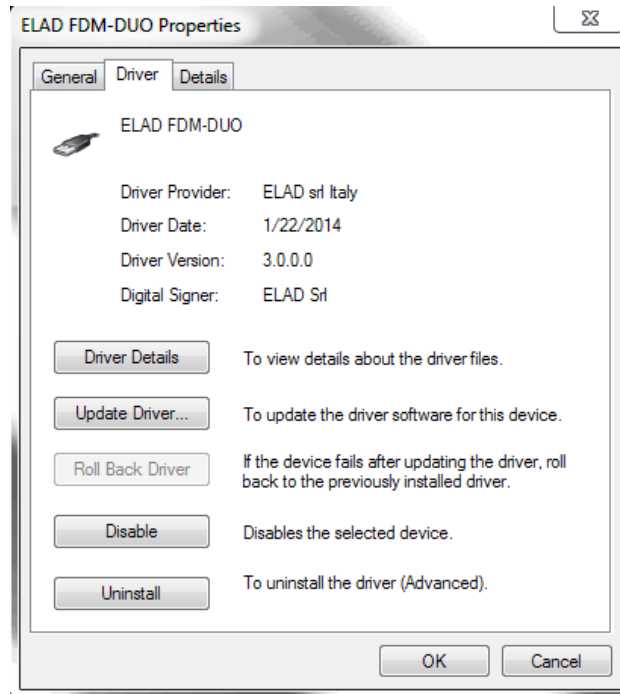 ELAD FDM-DUO Properties
General Driver Details
ELAD FDM-DUO
Driver Provider: ELAD srl Italy
Driver Date: 1/22/2014
Driver Version: 3.0.0.0
Digital Signer: ELAD Srl
Driver Details To view details about the driver files.
Update Driver... To update the driver software for this device.
Roll Back Driver If the device fails after updating the driver, roll
back to the previously installed driver.
Disable Disables the selected device.
Uninstall To uninstall the driver (Advanced).
OK Cancel